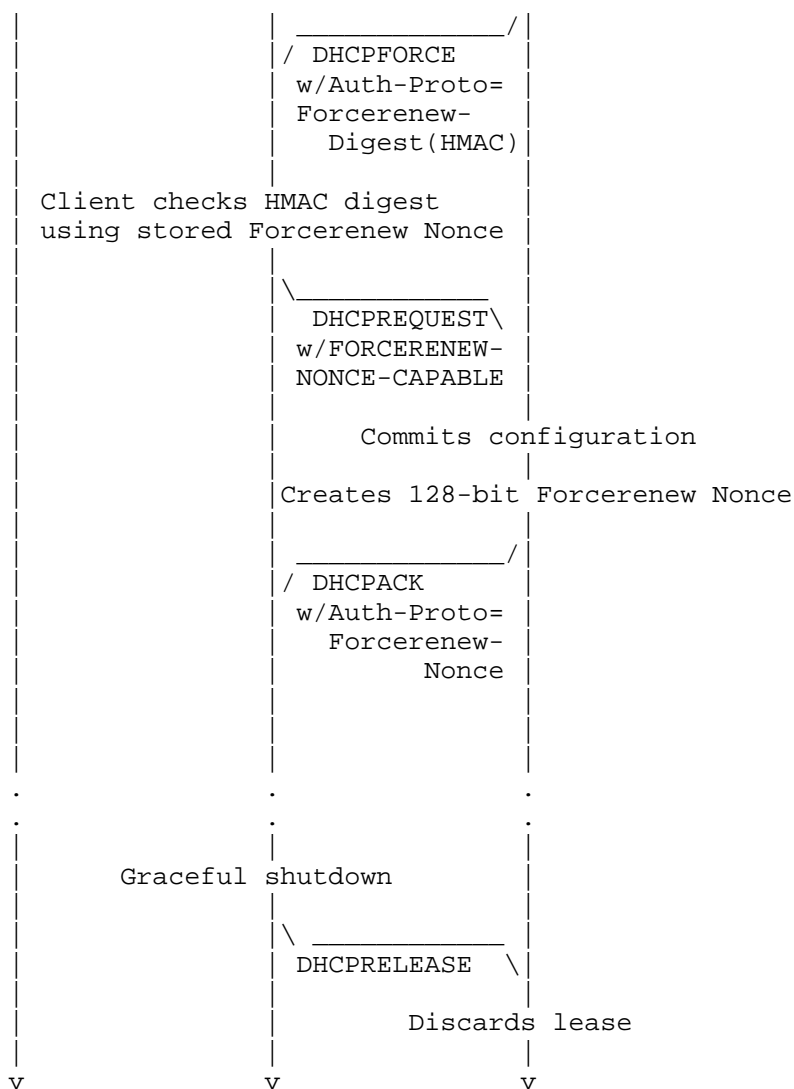 / DHCPFORCE
w/Auth-Proto=
Forcerenew-
Digest(HMAC)
Client checks HMAC digest
using stored Forcerenew Nonce
DHCPREQUEST\
w/FORCERENEW-
NONCE-CAPABLE
Commits configuration
Creates 128-bit Forcerenew Nonce
/ DHCPACK
w/Auth-Proto=
Forcerenew-
Nonce
. . .
. . .
Graceful shutdown
DHCPRELEASE \
Discards lease
v v v